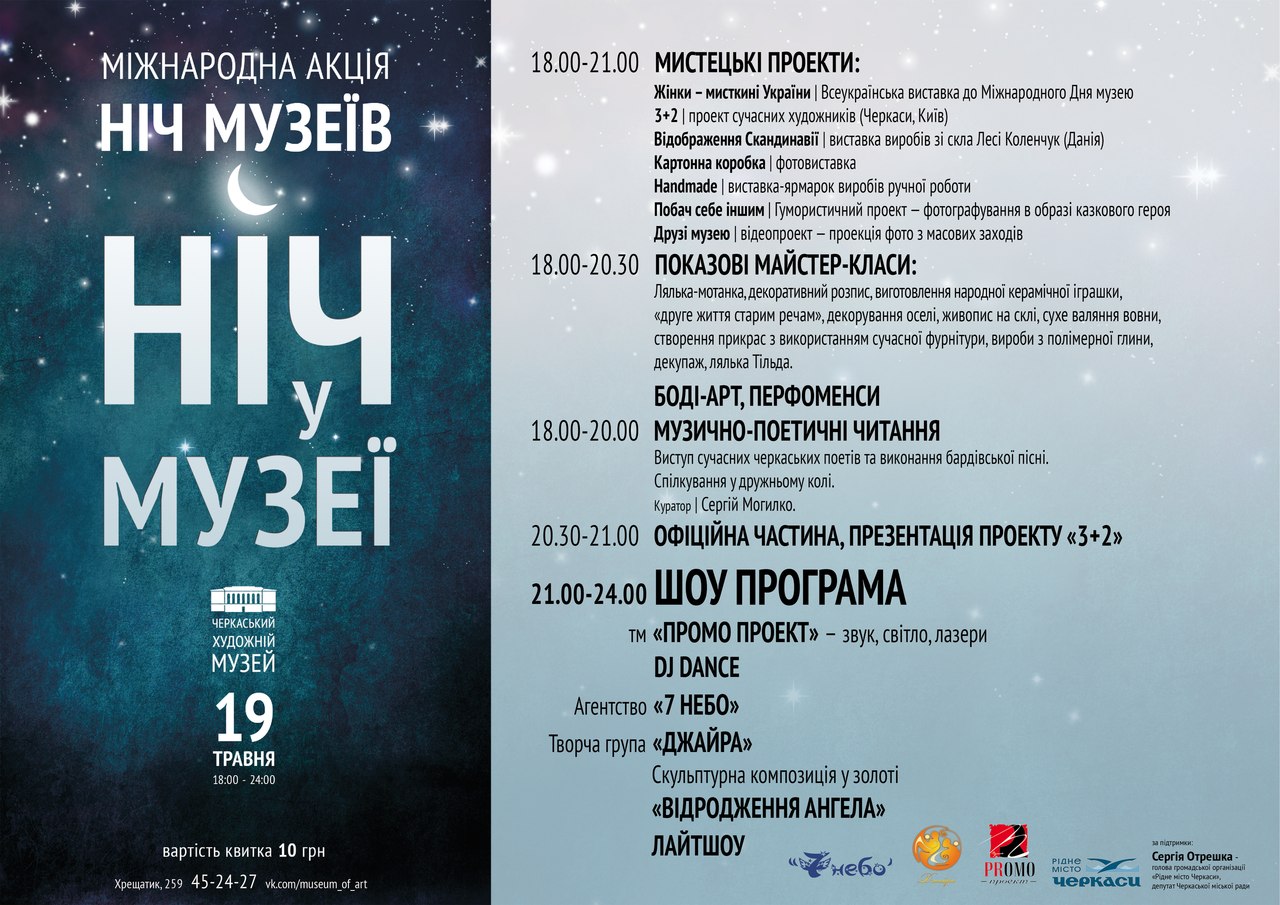 МІЖНАРОДНА АКЦІЯ
НІЧ МУЗЕЇВ
НІЧ
у
МУЗЕЇ
ЧЕРКАСЬКИЙ
ХУДОЖНІЙ
МУЗЕЙ
19
ТРАВНЯ
18:00 - 24:00
вартість квитка 10 грн
Хрещатик, 259 45-24-27 vk.com/museum_of_art
18.00-21.00 МИСТЕЦЬКІ ПРОЕКТИ:
Жінки – мисткині України | Всеукраїнська виставка до Міжнародного Дня музею
3+2 | проект сучасних художників (Черкаси, Київ)
Відображення Скандинавії | виставка виробів зі скла Лесі Коленчук (Данія)
Картонна коробка | фотовиставка
Handmade | виставка-ярмарок виробів ручної роботи
Побач себе іншим | Гумористичний проект — фотографування в образі казкового героя
Друзі музею | відеопроект — проекція фото з масових заходів
18.00-20.30 ПОКАЗОВІ МАЙСТЕР-КЛАСИ:
Лялька-мотанка, декоративний розпис, виготовлення народної керамічної іграшки,
«друге життя старим речам», декорування оселі, живопис на склі, сухе валяння вовни,
створення прикрас з використанням сучасної фурнітури, вироби з полімерної глини,
декупаж, лялька Тільда.
БОДІ-АРТ, ПЕРФОМЕНСИ
18.00-20.00 МУЗИЧНО-ПОЕТИЧНІ ЧИТАННЯ
Виступ сучасних черкаських поетів та виконання бардівської пісні.
Спілкування у дружньому колі.
Куратор | Сергій Могилко.
20.30-21.00 ОФІЦІЙНА ЧАСТИНА, ПРЕЗЕНТАЦІЯ ПРОЕКТУ «3+2»
21.00-24.00 ШОУ ПРОГРАМА
тм «ПРОМО ПРОЕКТ» – звук, світло, лазери
DJ DANCE
Агентство «7 НЕБО»
Творча група «ДЖАЙРА»
Скульптурна композиція у золоті
«ВІДРОДЖЕННЯ АНГЕЛА»
ЛАЙТШОУ
“7 небо”
PROMO
проект
РІДНЕ
МІСТО
ЧЕРКАСИ
за підтримки:
Сергія Отрешка -
голова громадської організації
«Рідне місто Черкаси»,
депутат Черкаської міської ради